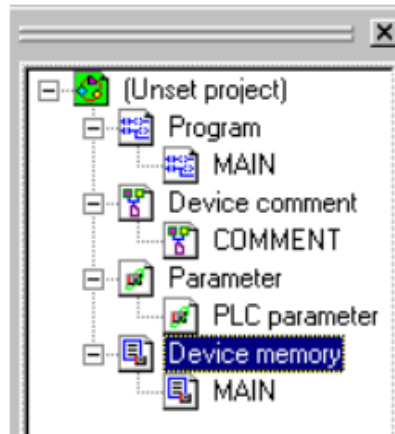 (Unset project)
Program
MAIN
Device comment
COMMENT
Parameter
PLC parameter
Device memory
MAIN